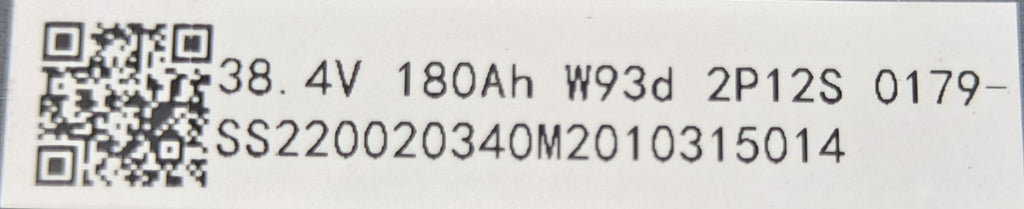 38.4V 180Ah W93d 2P12S 0179-
SS220020340M2010315014